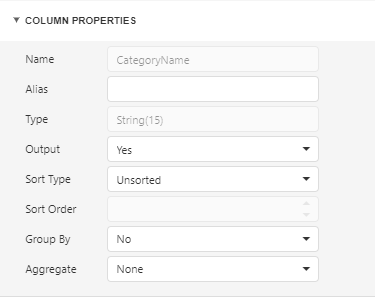 COLUMN PROPERTIES
Name CategoryName
Alias
Type String(15)
Output Yes
Sort Type Unsorted
Sort Order
Group By No
Aggregate None